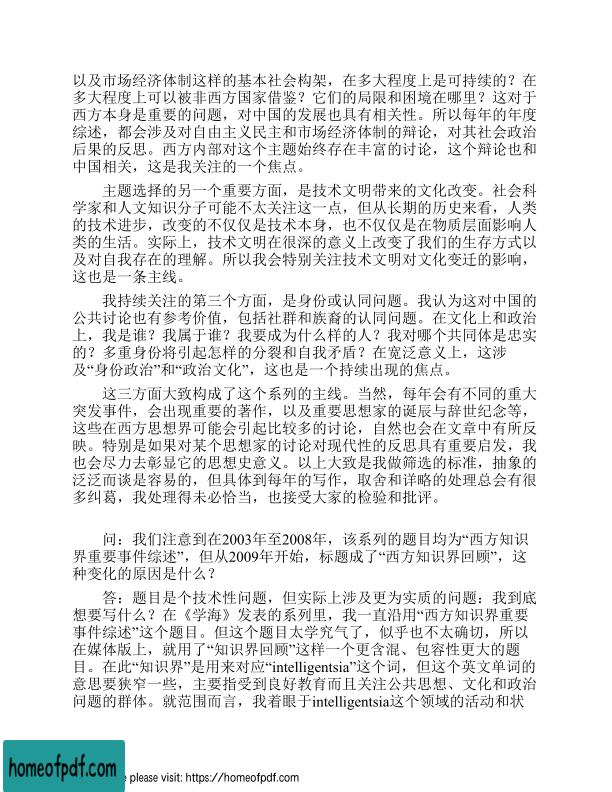 以及市场经济体制这样的基本社会构架，在多大程度上是可持续的？在
多大程度上可以被非西方国家借鉴？它们的局限和困境在哪里？这对于
西方本身是重要的问题，对中国的发展也具有相关性。所以每年的年度
综述，都会涉及对自由主义民主和市场经济体制的辩论，对其社会政治
后果的反思。西方内部对这个主题始终存在丰富的讨论，这个辩论也和
中国相关，这是我关注的一个焦点。
主题选择的另一个重要方面，是技术文明带来的文化改变。社会科
学家和人文知识分子可能不太关注这一点，但从长期的历史来看，人类
的技术进步，改变的不仅仅是技术本身，也不仅仅是在物质层面影响人
类的生活。实际上，技术文明在很深的意义上改变了我们的生存方式以
及对自我存在的理解。所以我会特别关注技术文明对文化变迁的影响，
这也是一条主线。
我持续关注的第三个方面，是身份或认同问题。我认为这对中国的
公共讨论也有参考价值，包括社群和族裔的认同问题。在文化上和政治
上，我是谁？我属于谁？我要成为什么样的人？我对哪个共同体是忠实
的？多重身份将引起怎样的分裂和自我矛盾？在宽泛意义上，这涉
及“身份政治”和“政治文化”，这也是一个持续出现的焦点。
这三方面大致构成了这个系列的主线。当然，每年会有不同的重大
突发事件，会出现重要的著作，以及重要思想家的诞辰与辞世纪念等，
这些在西方思想界可能会引起比较多的讨论，自然也会在文章中有所反
映。特别是如果对某个思想家的讨论对现代性的反思具有重要启发，我
也会尽力去彰显它的思想史意义。以上大致是我做筛选的标准，抽象的
泛泛而谈是容易的，但具体到每年的写作，取舍和详略的处理总会有很
多纠葛，我处理得未必恰当，也接受大家的检验和批评。
问：我们注意到在2003年至2008年，该系列的题目均为“西方知识
界重要事件综述”，但从2009年开始，标题成了“西方知识界回顾”，这
种变化的原因是什么？
答：题目是个技术性问题，但实际上涉及更为实质的问题：我到底
想要写什么？在《学海》发表的系列里，我一直沿用“西方知识界重要
事件综述”这个题目。但这个题目太学究气了，似乎也不太确切，所以
在媒体版上，就用了“知识界回顾”这样一个更含混、包容性更大的题
目。在此“知识界”是用来对应“intelligentsia”这个词，但这个英文单词的
意思要狭窄一些，主要指受到良好教育而且关注公共思想、文化和政治
问题的群体。就范围而言，我着眼于intelligentsia这个领域的活动和状
homeofpdf.com
please visit: https://homeofpdf.com